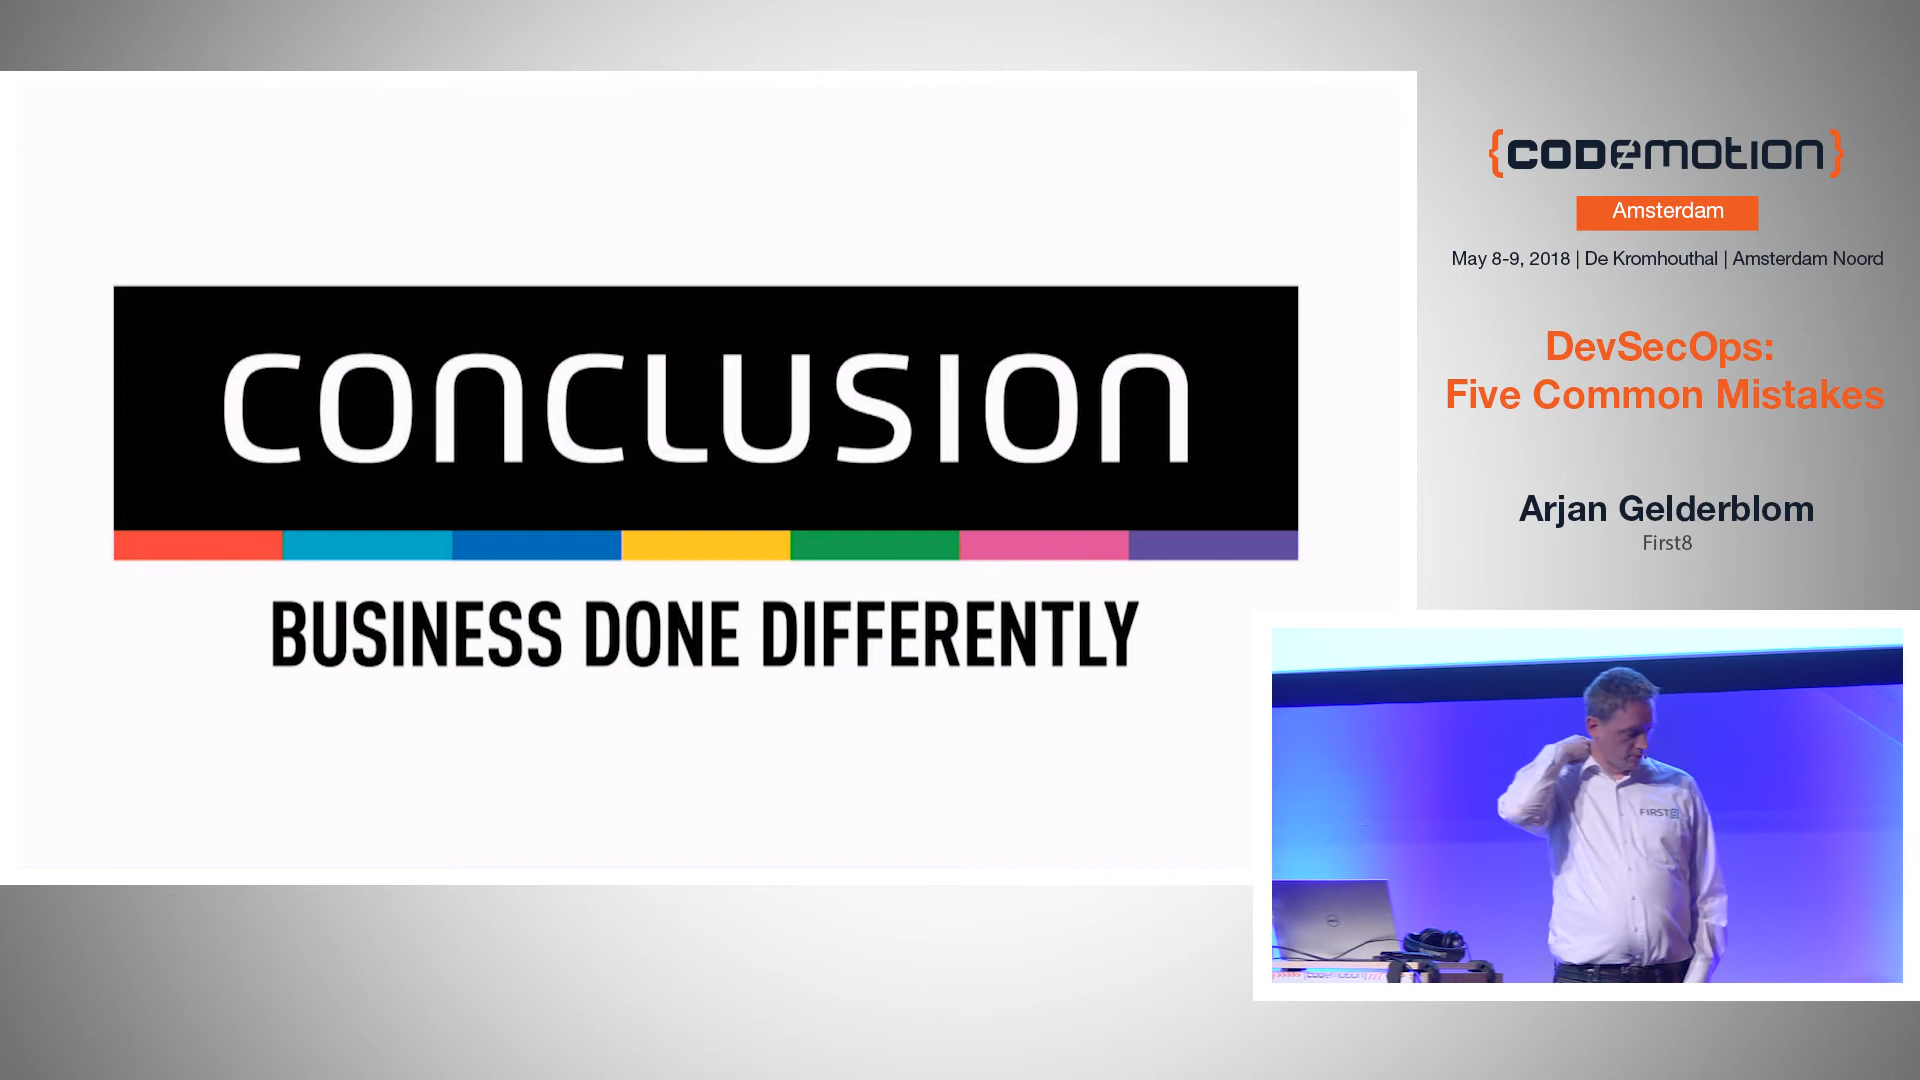 CONCLUSION
BUSINESS DONE DIFFERENTLY
{CODEMOTION}
Amsterdam
May 8-9, 2018 | De Kromhouthal | Amsterdam Noord
DevSecOps:
Five Common Mistakes
Arjan Gelderblom
First8
FIRST8
DELL